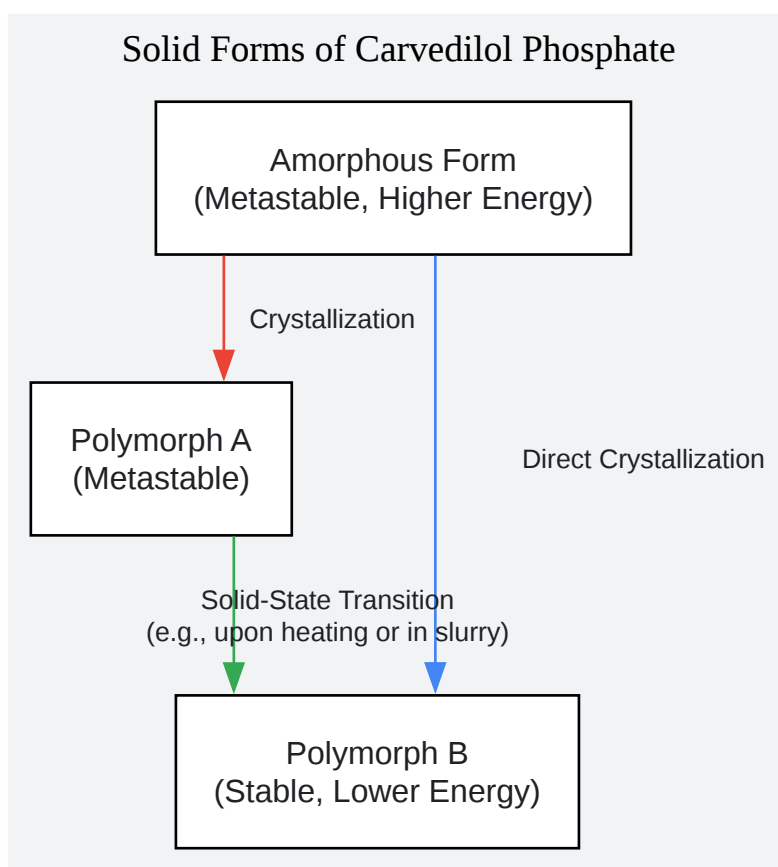 Solid Forms of Carvedilol Phosphate
Amorphous Form
(Metastable, Higher Energy)
Crystallization
Polymorph A
(Metastable)
Direct Crystallization
Solid-State Transition
(e.g., upon heating or in slurry)
Polymorph B
(Stable, Lower Energy)